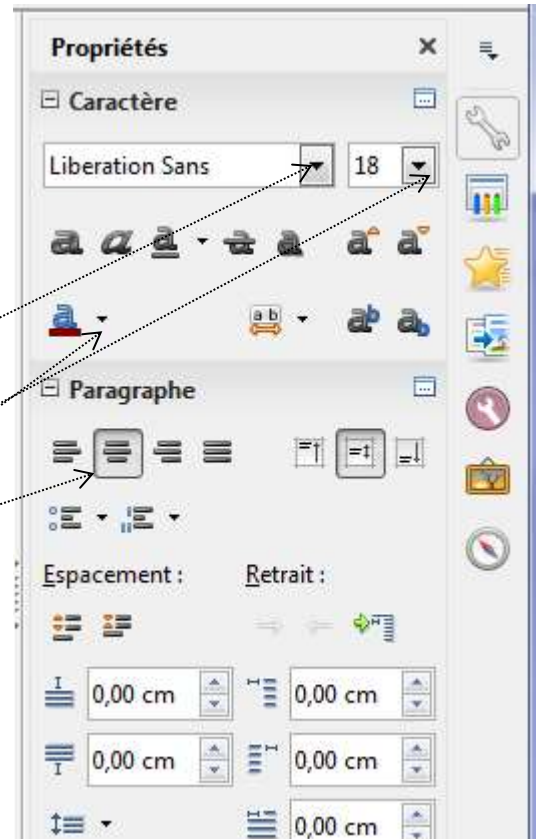 Propriétés
Caractère
Liberation Sans 18
Paragraphe
Espacement : Retrait :
0,00 cm 0,00 cm
0,00 cm 0,00 cm
0,00 cm